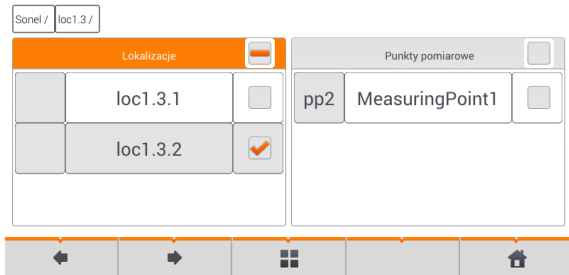 Sonel / loc1.3 /
Lokalizacje
loc1.3.1
loc1.3.2
Punkty pomiarowe
pp2 MeasuringPoint1